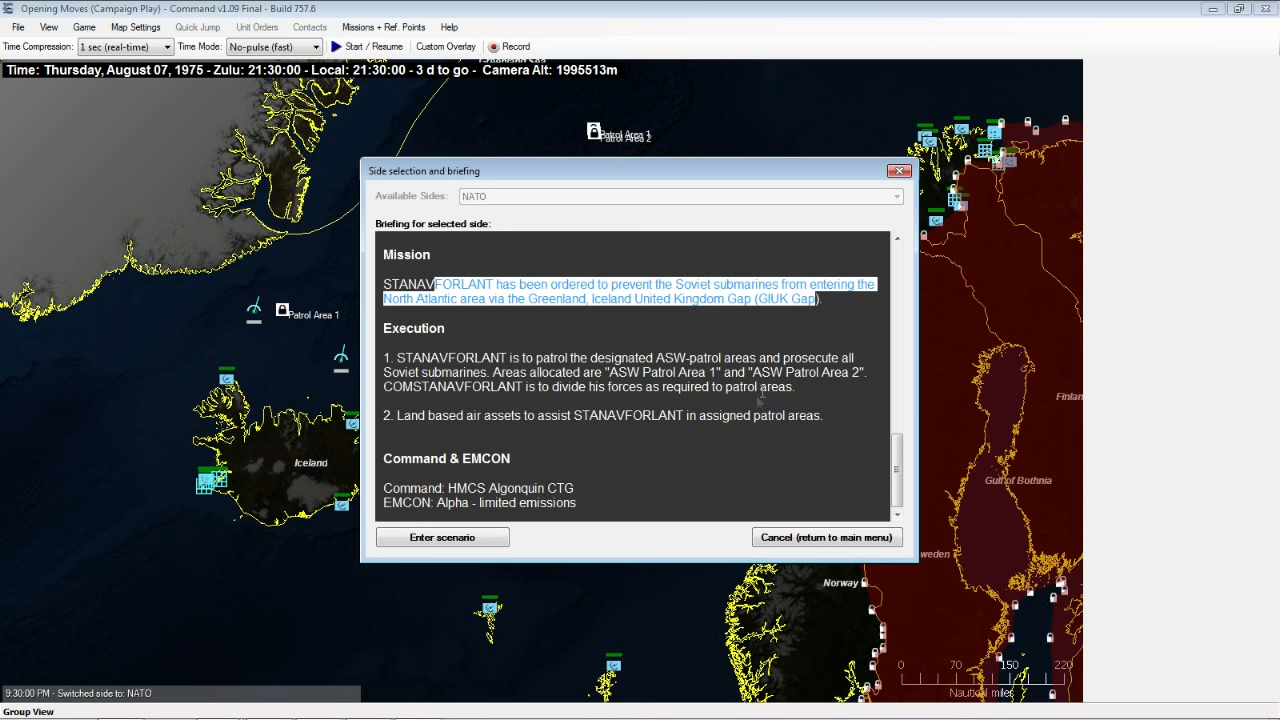 Opening Moves (Campaign Play) - Command v1.09 Final - Build 757.6
File View Game Map Settings Quick Jump Unit Orders Contacts Missions + Ref. Points Help
Time Compression: 1 sec (real-time) Time Mode: No-pulse (fast) Start / Resume Custom Overlay Record
Greenland Sea
Time: Thursday, August 07, 1975 - Zulu: 21:30:00 - Local: 21:30:00 - 3 d to go - Camera Alt: 1995513m
Patrol Area 2
Side selection and briefing
Available Sides: NATO
Briefing for selected side:
Mission
STANAVFORLANT has been ordered to prevent the Soviet submarines from entering the
North Atlantic area via the Greenland, Iceland United Kingdom Gap (GIUK Gap).
Patrol Area 1
Execution
1. STANAVFORLANT is to patrol the designated ASW-patrol areas and prosecute all
Soviet submarines. Areas allocated are "ASW Patrol Area 1" and "ASW Patrol Area 2".
COMSTANAVFORLANT is to divide his forces as required to patrol areas.
Finlan
2. Land based air assets to assist STANAVFORLANT in assigned patrol areas.
Command & EMCON
Iceland
Gulf of Bothnia
Command: HMCS Algonquin CTG
EMCON: Alpha - limited emissions
Enter scenario Cancel (return to main menu)
weden
Norway
0 70 150 220
Nautical miles
9:30:00 PM - Switched side to: NATO
Group View